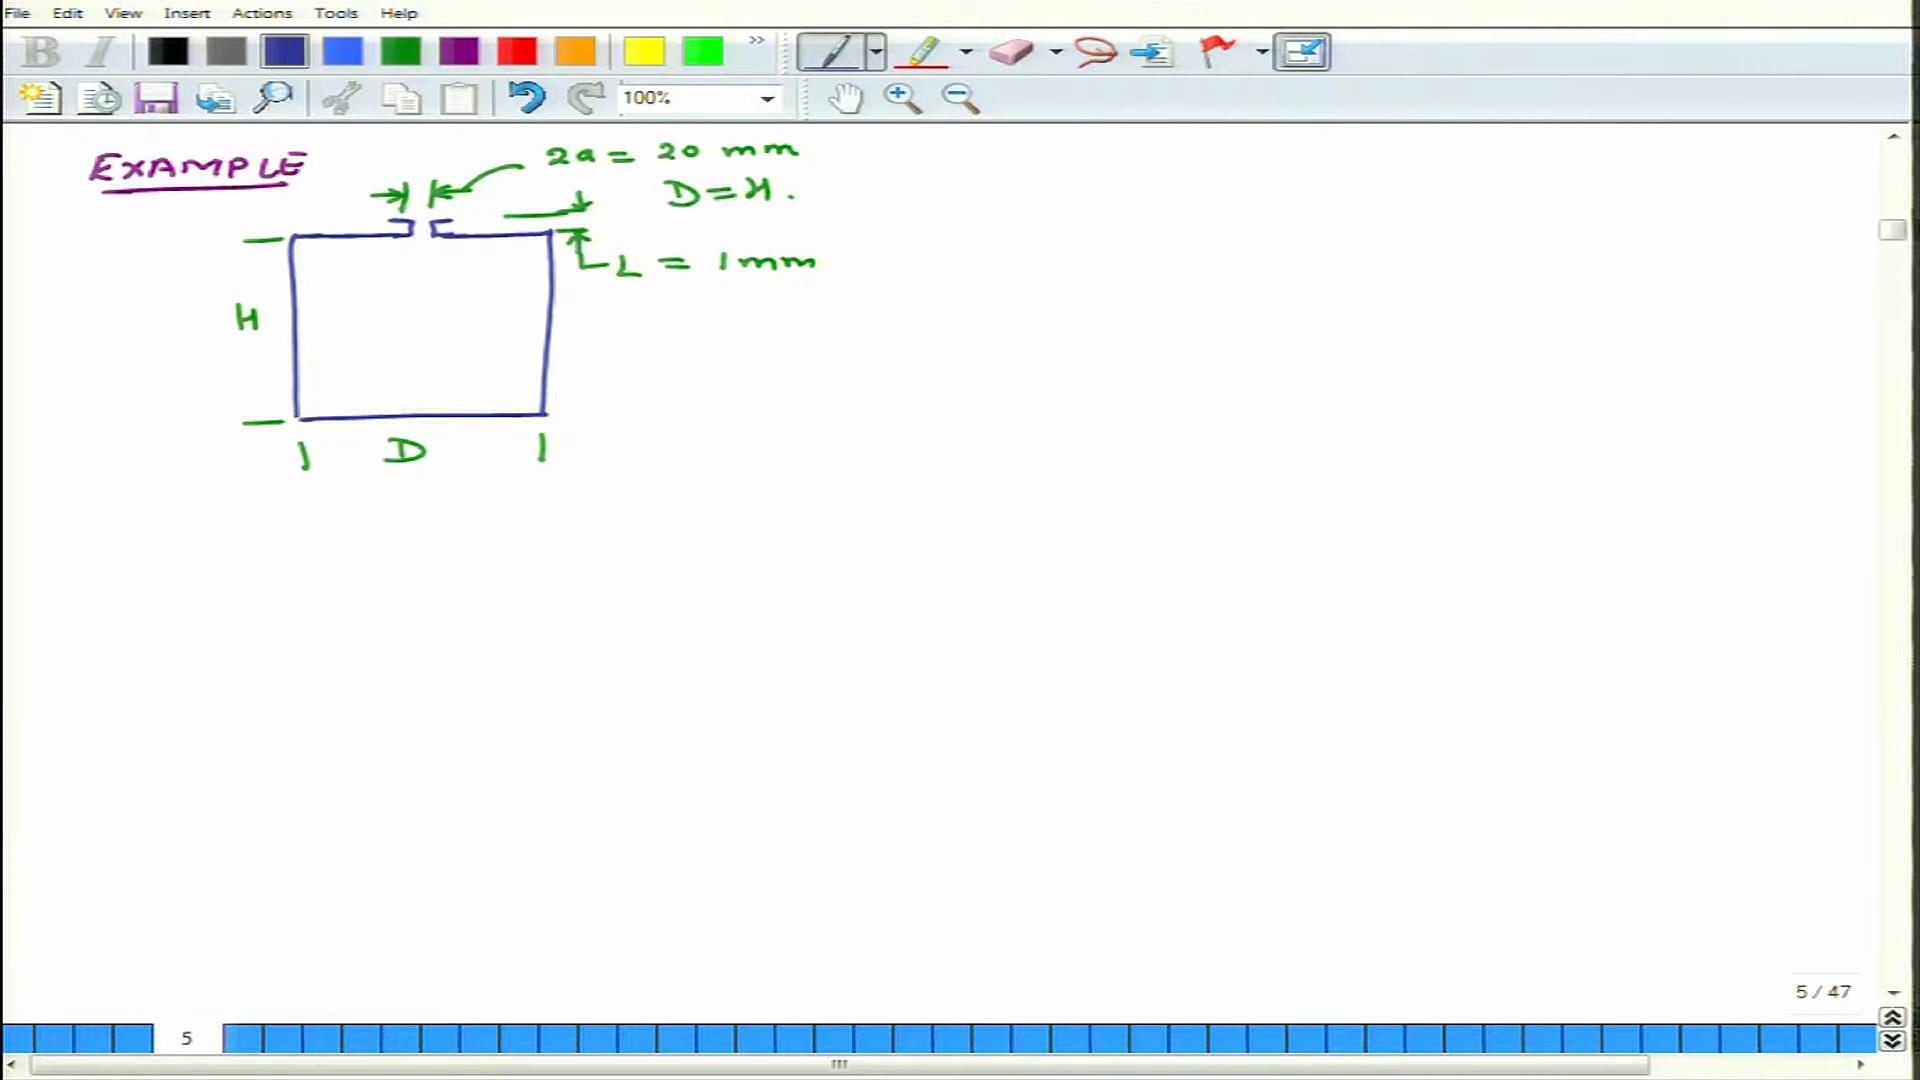 File Edit View Insert Actions Tools Help
B I
100%
EXAMPLE
2a = 20 mm
D = H.
L = 1mm
H
D
5 / 47
5